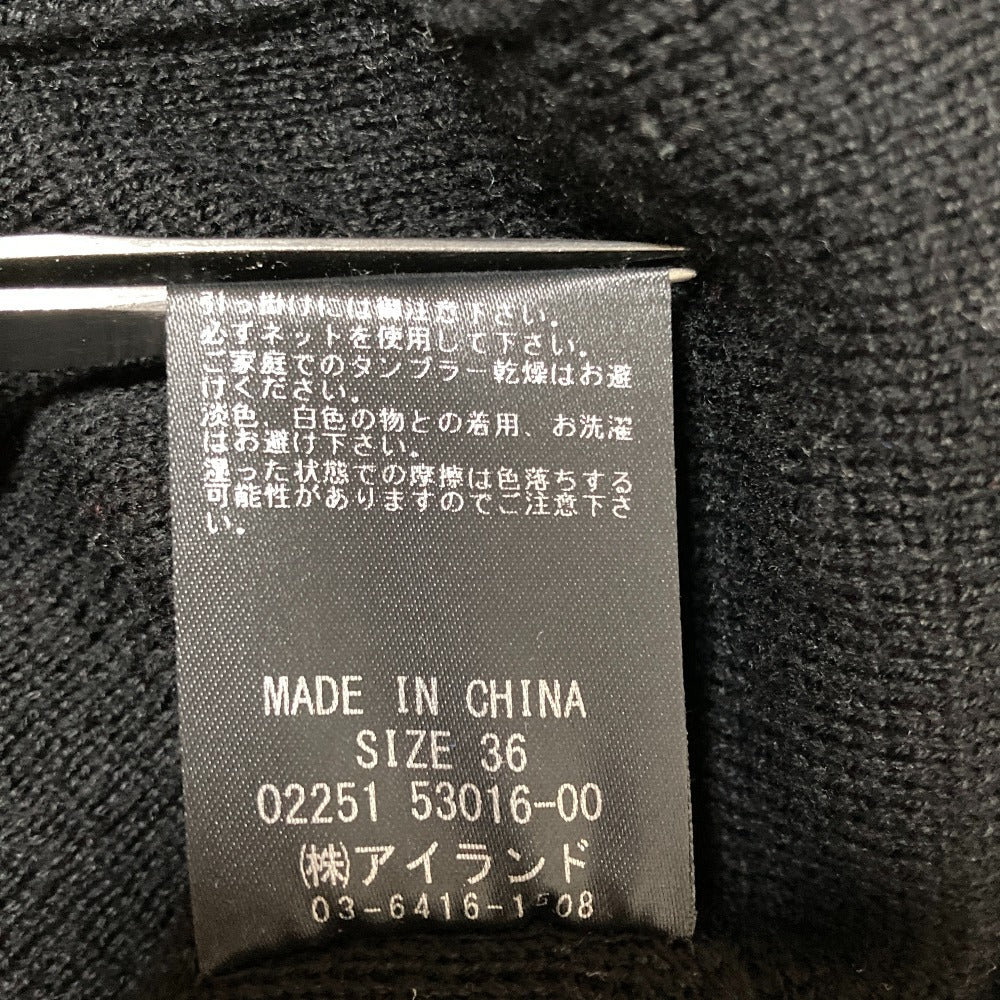 引っ掛けには御注意下さい。
必ずネットを使用して下さい。
ご家庭でのタンブラー乾燥はお避
けください。
淡色、白色の物との着用、お洗濯
はお避け下さい。
湿った状態での摩擦は色落ちする
可能性がありますのでご注意下さ
い。
MADE IN CHINA
SIZE 36
02251 53016-00
㈱アイランド